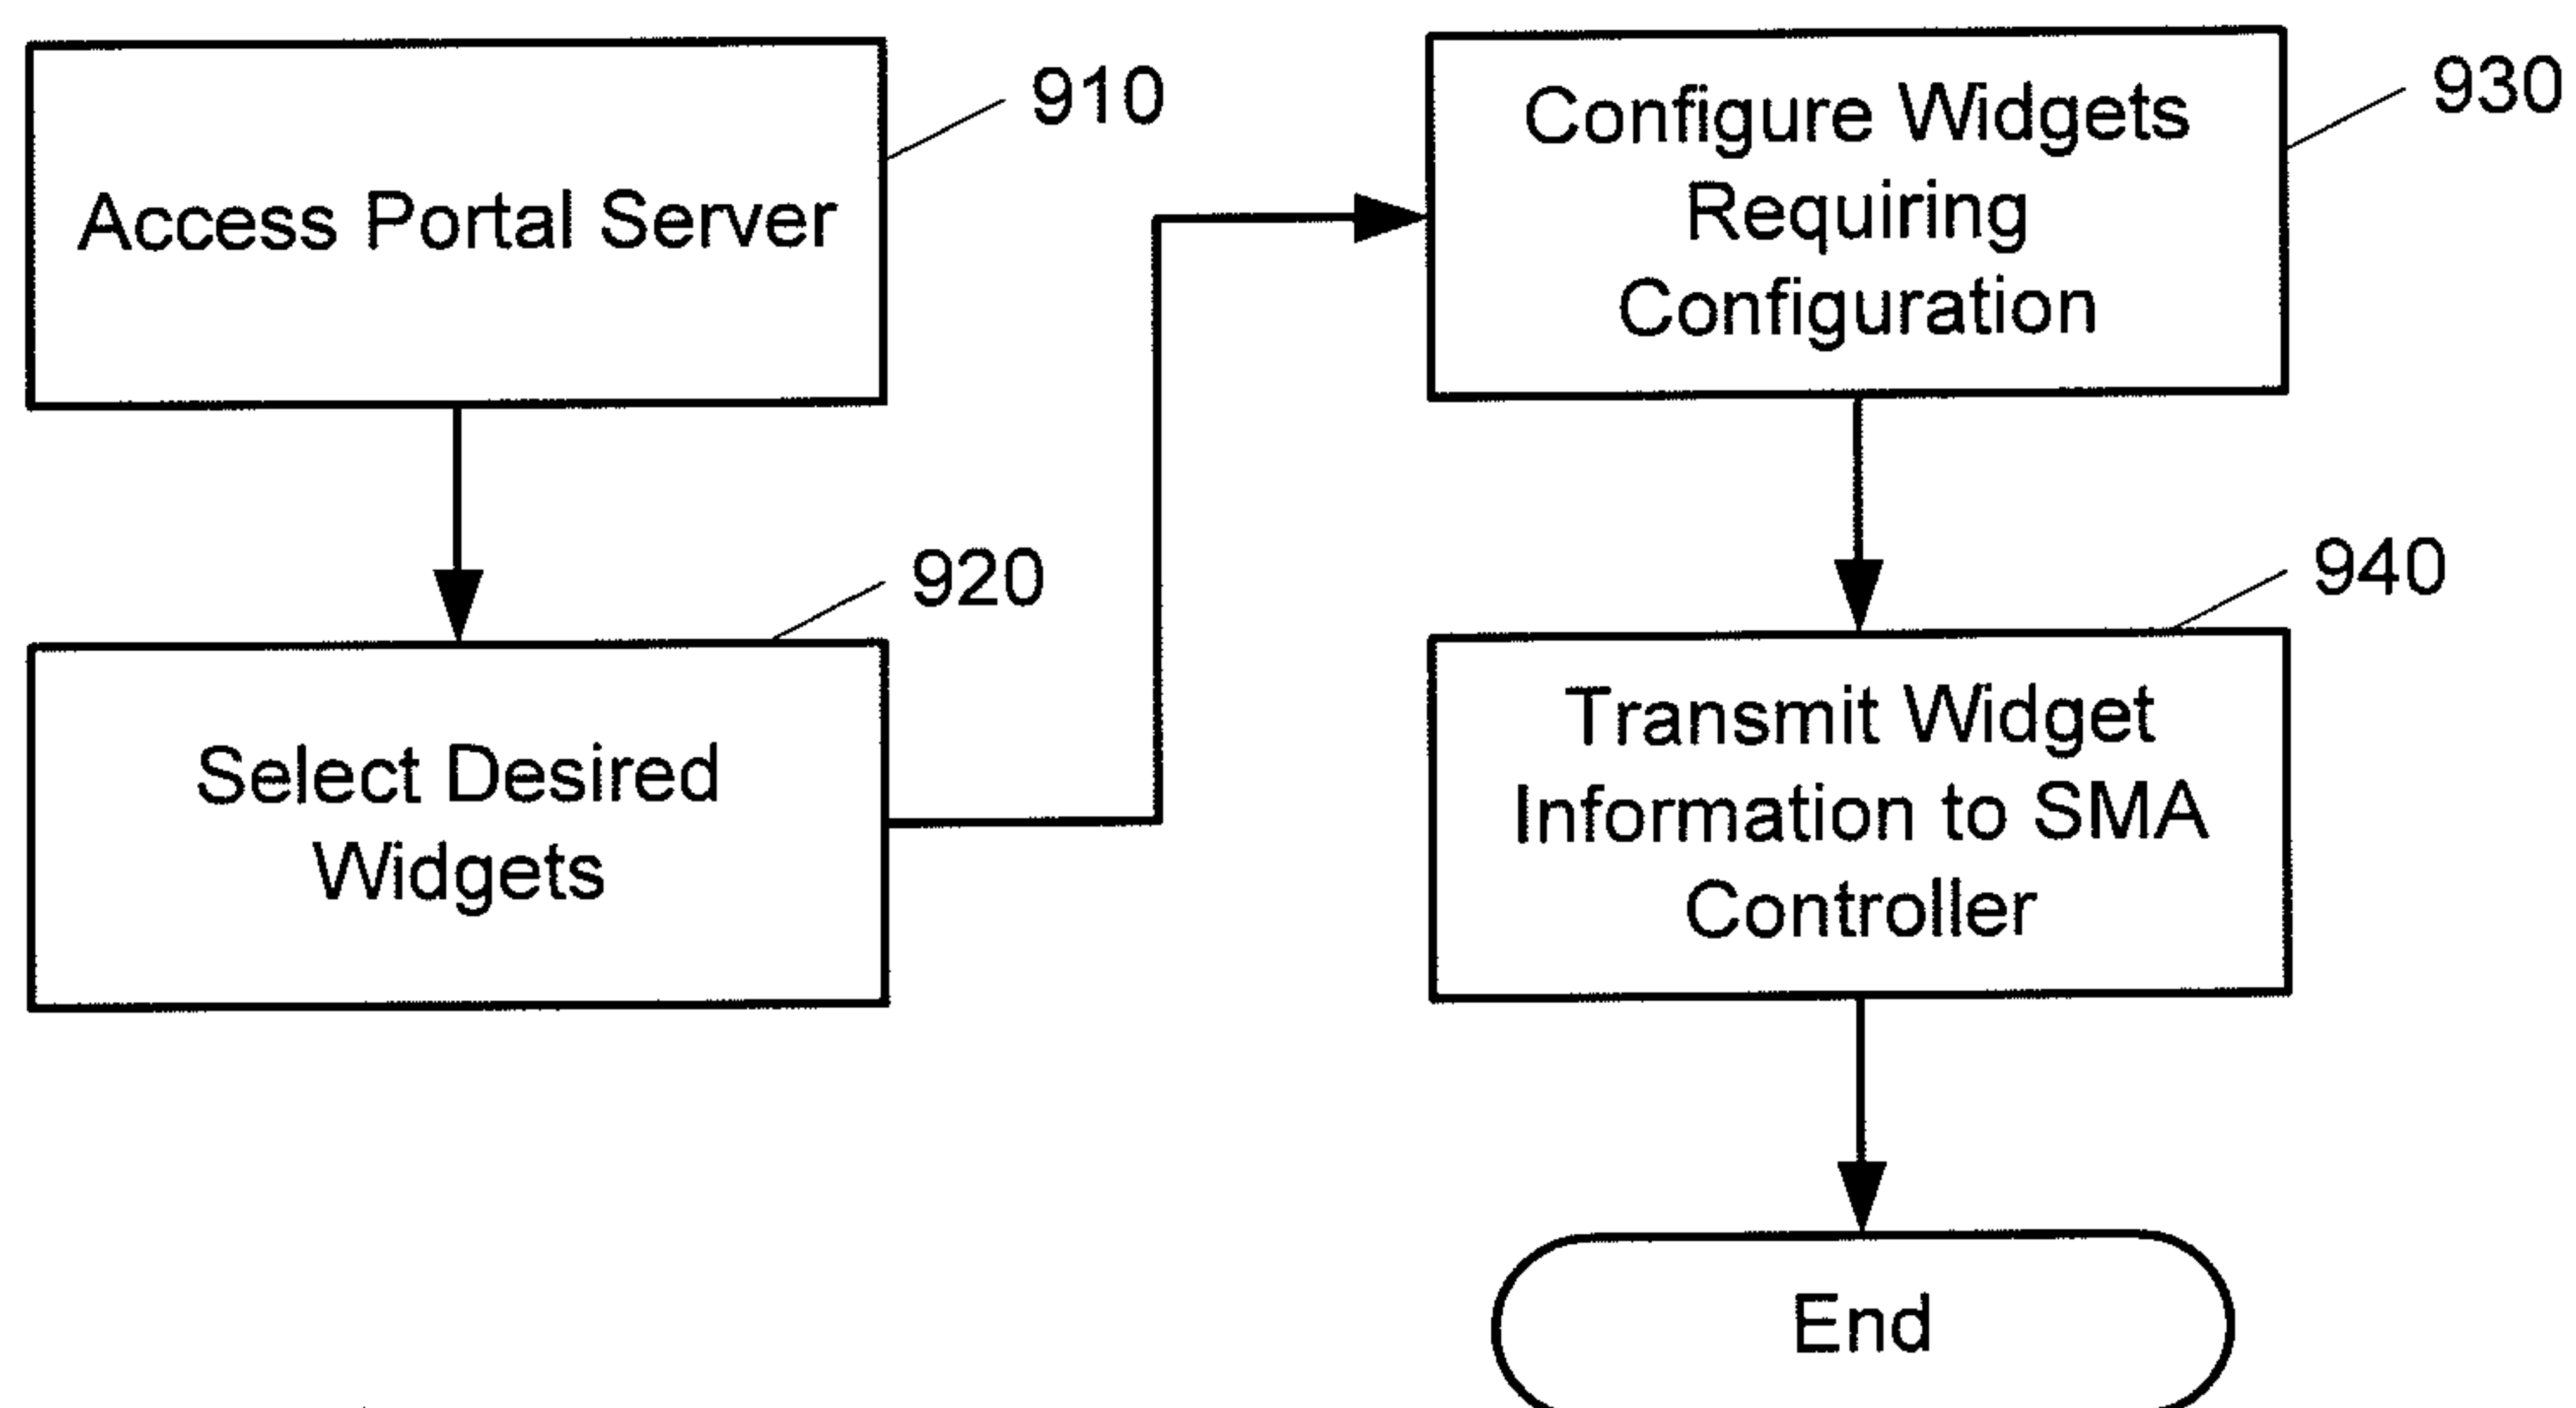 Access Portal Server
910
Select Desired
Widgets
920
Configure Widgets
Requiring
Configuration
930
Transmit Widget
Information to SMA
Controller
940
End